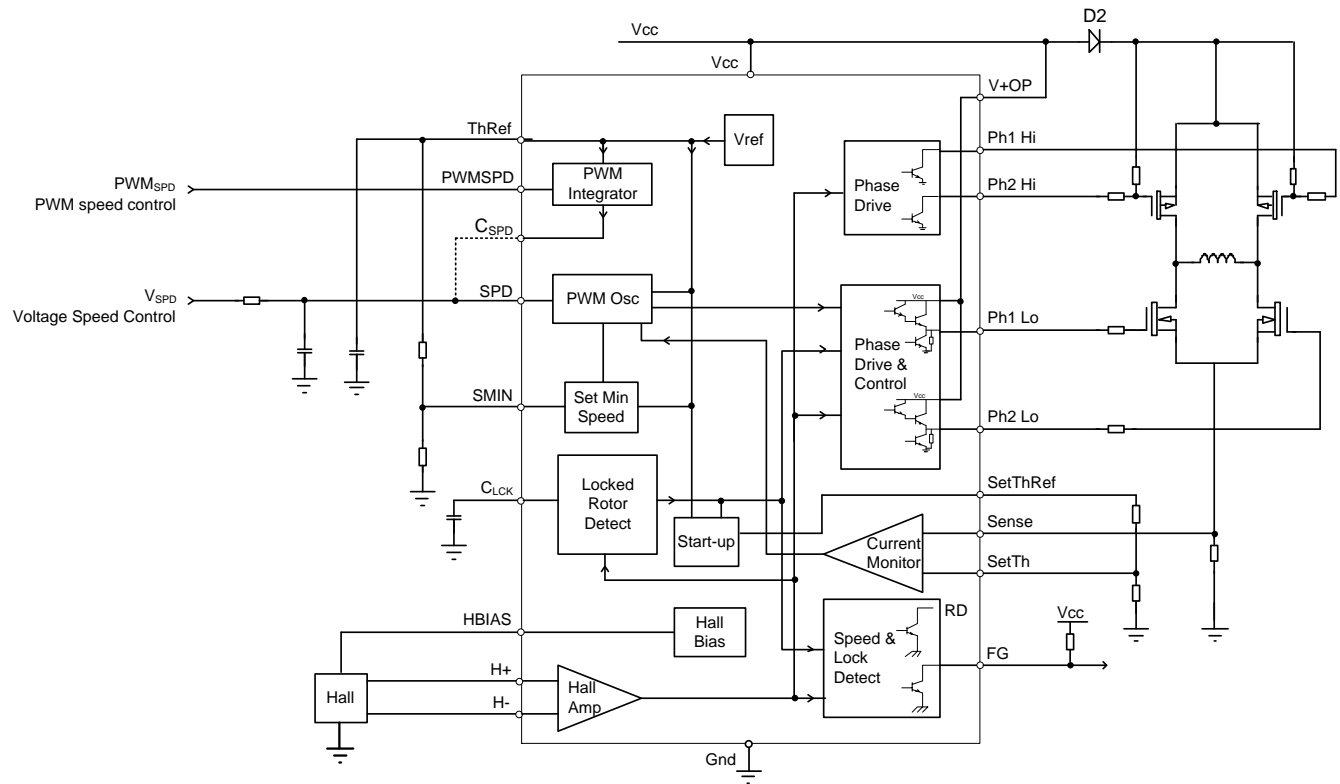 D2
Vcc
Vcc
V+OP
ThRef
Vref
Ph1 Hi
PWMSPD
PWM speed control
PWMSPD
PWM
Integrator
Phase
Drive
Ph2 Hi
CSPD
VSPD
Voltage Speed Control
SPD
PWM Osc
Vcc
Ph1 Lo
Phase
Drive &
Control
SMIN
Set Min
Speed
Vcc
Ph2 Lo
CLCK
Locked
Rotor
Detect
SetThRef
Start-up
Sense
Current
Monitor
SetTh
HBIAS
Hall
Bias
RD
Vcc
Speed &
Lock
Detect
FG
H+
Hall
H-
Hall
Amp
Gnd